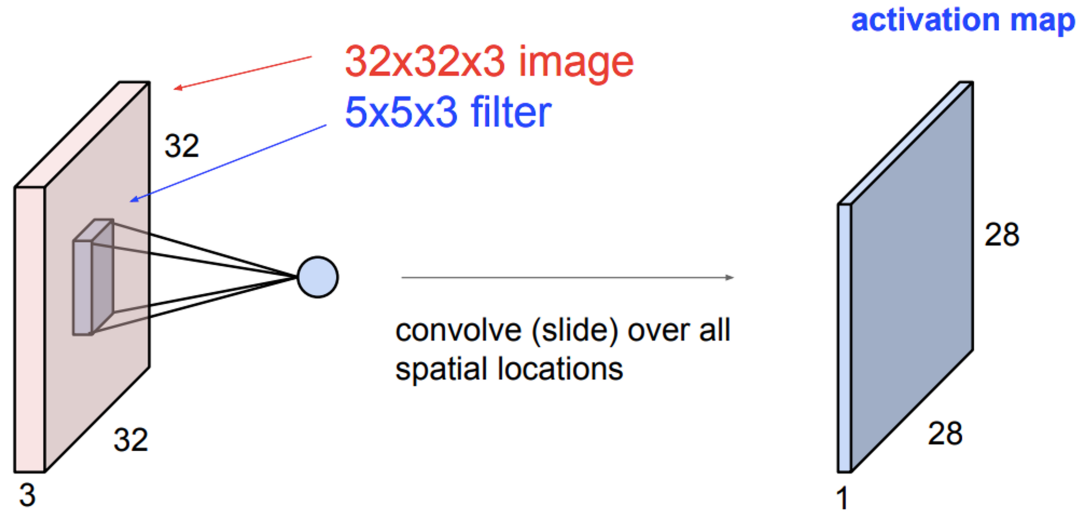 activation map
32x32x3 image
5x5x3 filter
32
32
3
convolve (slide) over all
spatial locations
28
28
1